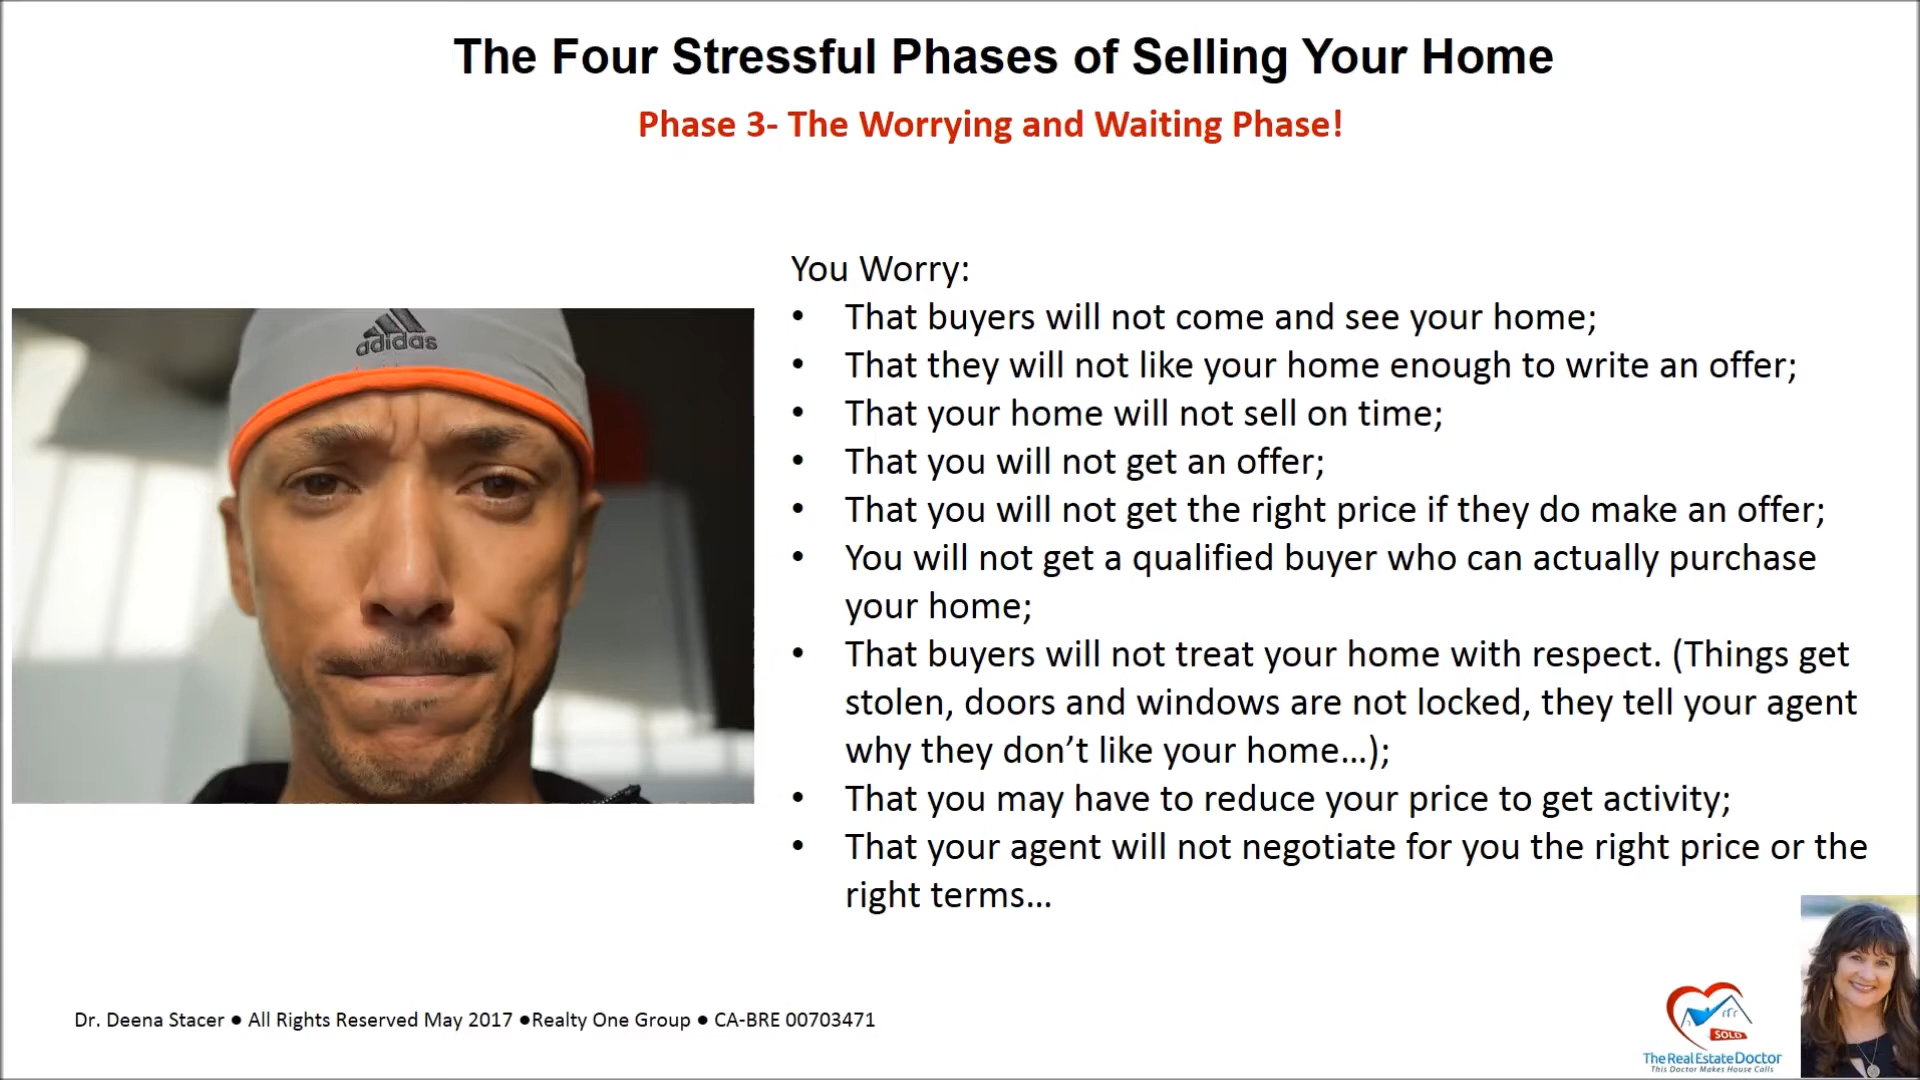 The Four Stressful Phases of Selling Your Home
Phase 3- The Worrying and Waiting Phase!
adidas
You Worry:
• That buyers will not come and see your home;
• That they will not like your home enough to write an offer;
• That your home will not sell on time;
• That you will not get an offer;
• That you will not get the right price if they do make an offer;
• You will not get a qualified buyer who can actually purchase
your home;
• That buyers will not treat your home with respect. (Things get
stolen, doors and windows are not locked, they tell your agent
why they don’t like your home…);
• That you may have to reduce your price to get activity;
• That your agent will not negotiate for you the right price or the
right terms…
Dr. Deena Stacer ● All Rights Reserved May 2017 ●Realty One Group ● CA-BRE 00703471
SOLD
The Real Estate Doctor
This Doctor Makes House Calls